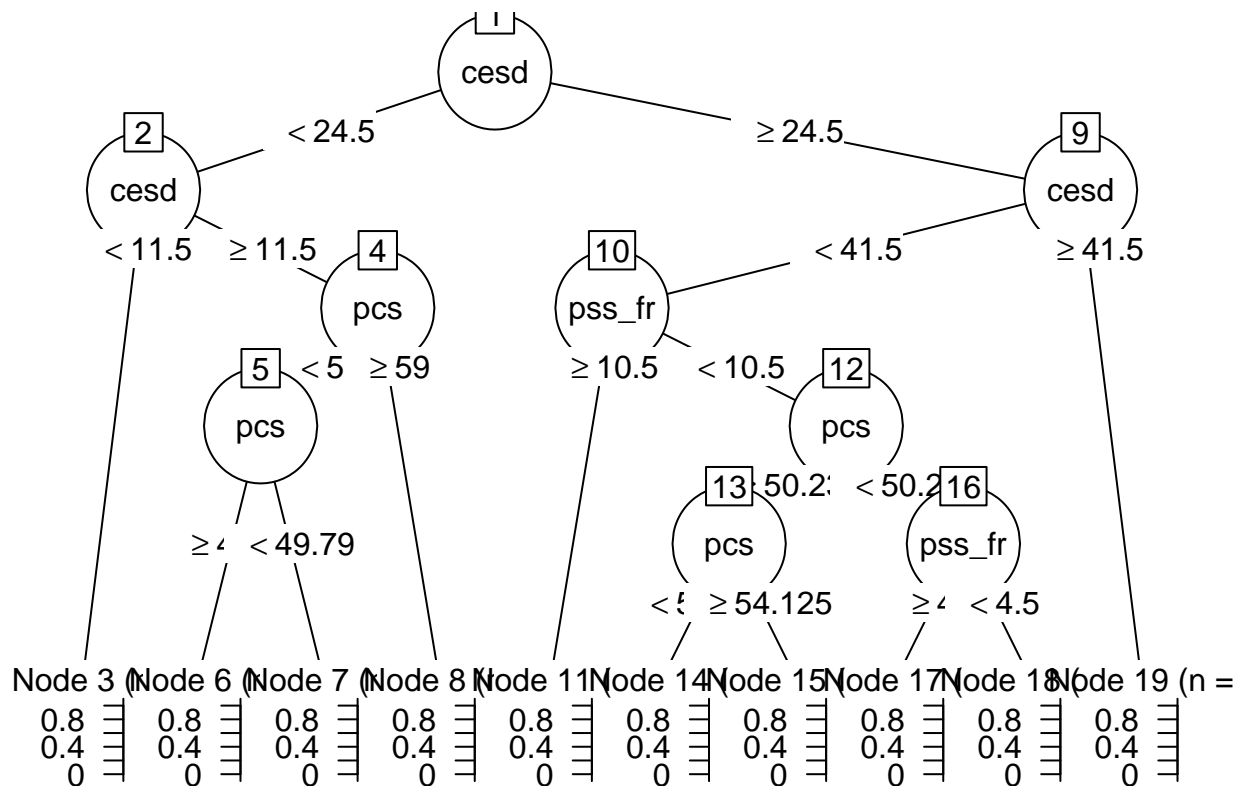 1
cesd
< 24.5 ≥ 24.5
2 9
cesd cesd
< 11.5 ≥ 11.5 < 41.5 ≥ 41.5
4 10
pcs pss_fr
< 5 ≥ 59 ≥ 10.5 < 10.5
5 12
pcs pcs
50.23 < 50.2
13 16
pcs pss_fr
≥ 4 < 49.79
< 5 ≥ 54.125 ≥ 4 < 4.5
Node 3 Node 6 Node 7 Node 8 Node 11 Node 14 Node 15 Node 17 Node 18 Node 19 (n =
0.8 0.8 0.8 0.8 0.8 0.8 0.8 0.8 0.8 0.8
0.4 0.4 0.4 0.4 0.4 0.4 0.4 0.4 0.4 0.4
0 0 0 0 0 0 0 0 0 0